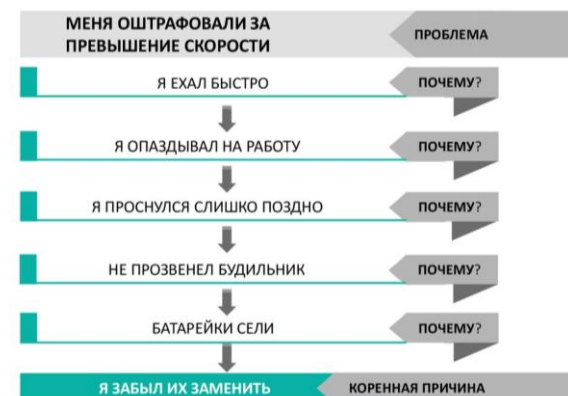 МЕНЯ ОШТРАФОВАЛИ ЗА
ПРЕВЫШЕНИЕ СКОРОСТИ
ПРОБЛЕМА
Я ЕХАЛ БЫСТРО
ПОЧЕМУ?
Я ОПАЗДЫВАЛ НА РАБОТУ
ПОЧЕМУ?
Я ПРОСНУЛСЯ СЛИШКО ПОЗДНО
ПОЧЕМУ?
НЕ ПРОЗВЕНЕЛ БУДИЛЬНИК
ПОЧЕМУ?
БАТАРЕЙКИ СЕЛИ
ПОЧЕМУ?
Я ЗАБЫЛ ИХ ЗАМЕНИТЬ
КОРЕННАЯ ПРИЧИНА